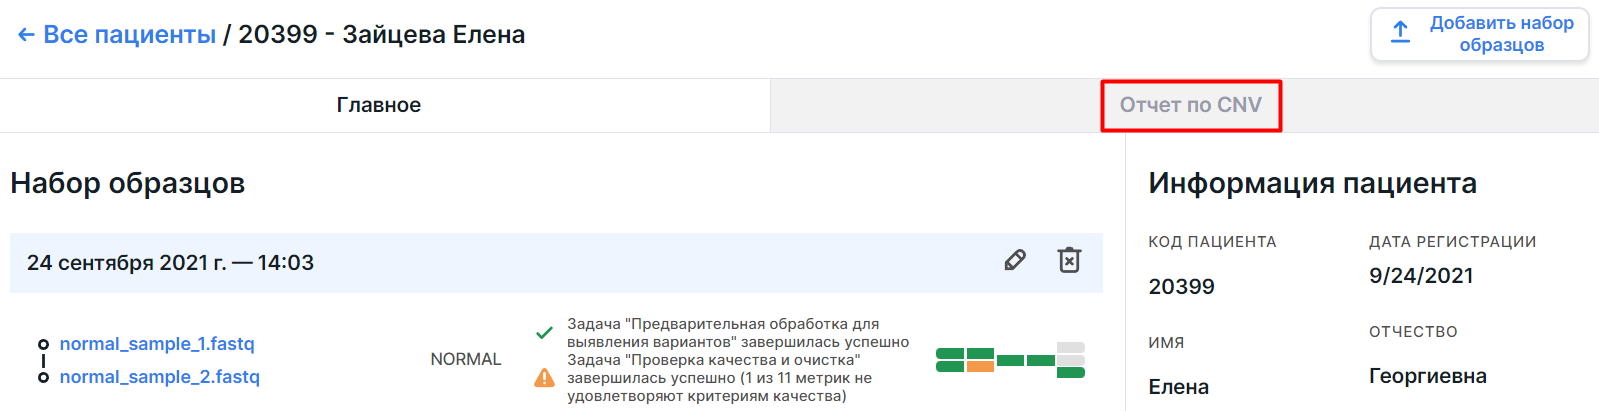 ← Все пациенты / 20399 - Зайцева Елена
Добавить набор
образцов
Главное
Отчет по CNV
Набор образцов
24 сентября 2021 г. — 14:03
normal_sample_1.fastq
normal_sample_2.fastq
NORMAL
Задача "Предварительная обработка для
выявления вариантов" завершилась успешно
Задача "Проверка качества и очистка"
завершилась успешно (1 из 11 метрик не
удовлетворяют критериям качества)
Информация пациента
КОД ПАЦИЕНТА
20399
ДАТА РЕГИСТРАЦИИ
9/24/2021
ИМЯ
Елена
ОТЧЕСТВО
Георгиевна